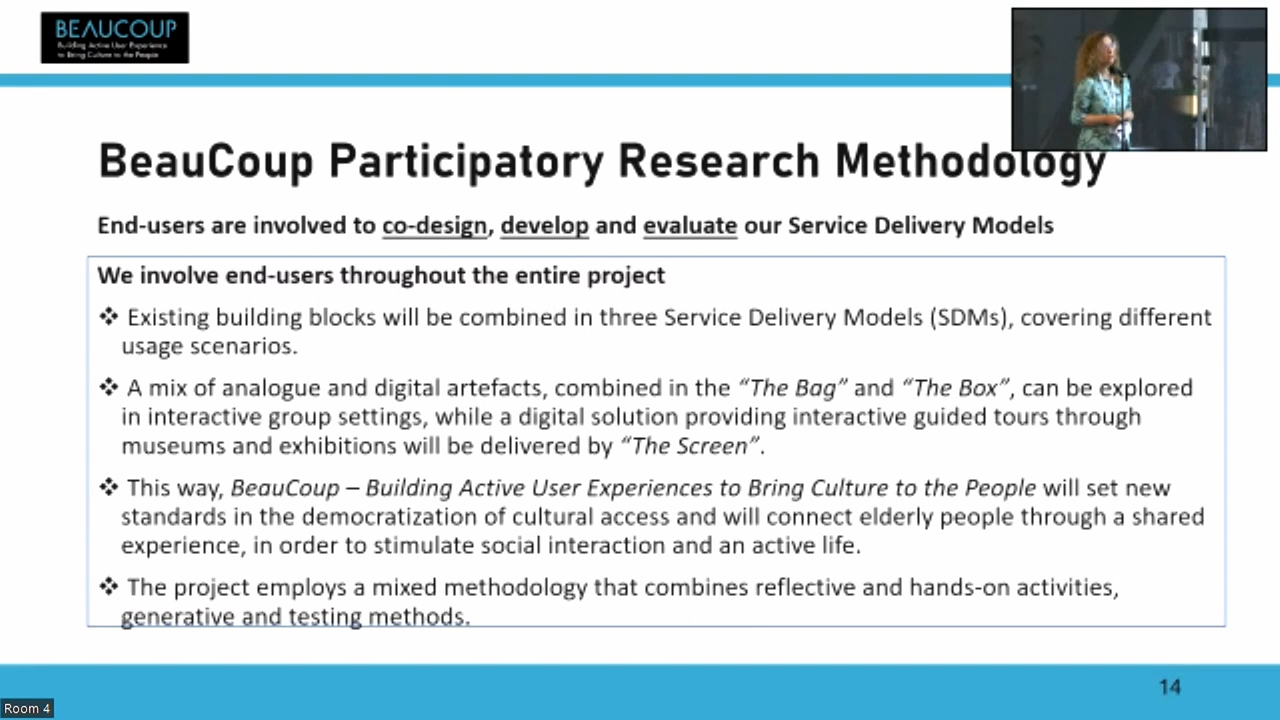 BEAUCOUP
Building Active User Experience
to Bring Culture to the People
BeauCoup Participatory Research Methodology
End-users are involved to co-design, develop and evaluate our Service Delivery Models
We involve end-users throughout the entire project
❖ Existing building blocks will be combined in three Service Delivery Models (SDMs), covering different
usage scenarios.
❖ A mix of analogue and digital artefacts, combined in the “The Bag” and “The Box”, can be explored
in interactive group settings, while a digital solution providing interactive guided tours through
museums and exhibitions will be delivered by “The Screen”.
❖ This way, BeauCoup – Building Active User Experiences to Bring Culture to the People will set new
standards in the democratization of cultural access and will connect elderly people through a shared
experience, in order to stimulate social interaction and an active life.
❖ The project employs a mixed methodology that combines reflective and hands-on activities,
generative and testing methods.
14
Room 4